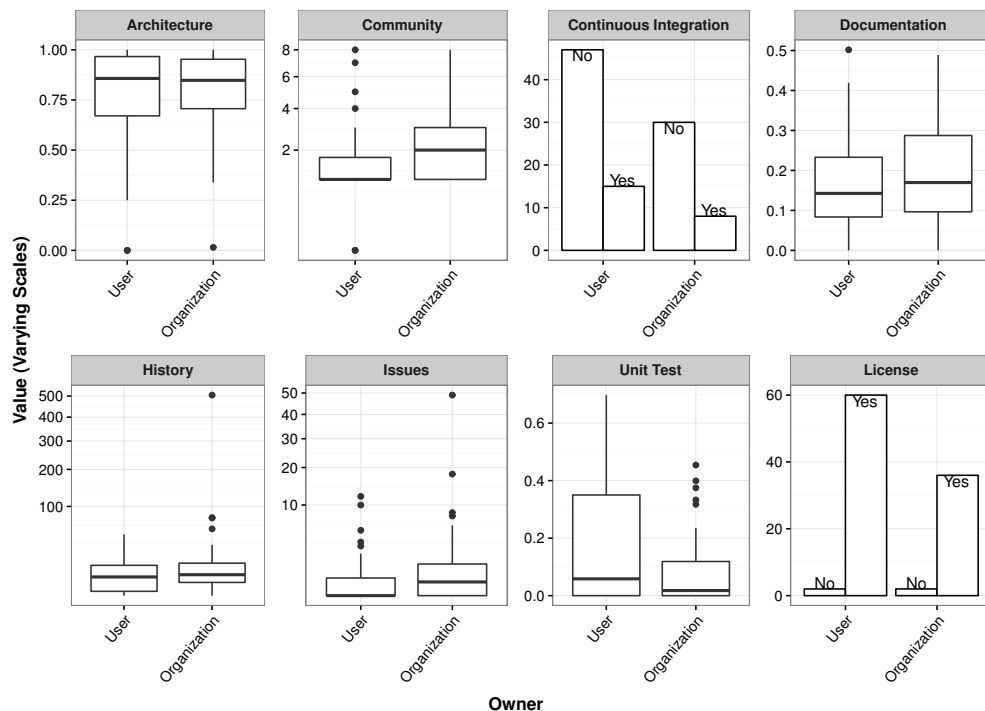 Value (Varying Scales)
Architecture
1.00
0.75
0.50
0.25
0.00
User
Organization
Community
8
6
4
2
User
Organization
Continuous Integration
40
30
20
10
0
No
Yes
No
Yes
User
Organization
Documentation
0.5
0.4
0.3
0.2
0.1
0.0
User
Organization
History
500
400
300
200
100
User
Organization
Issues
50
40
30
20
10
User
Organization
Unit Test
0.6
0.4
0.2
0.0
User
Organization
License
60
40
20
0
No
Yes
No
Yes
User
Organization
Owner